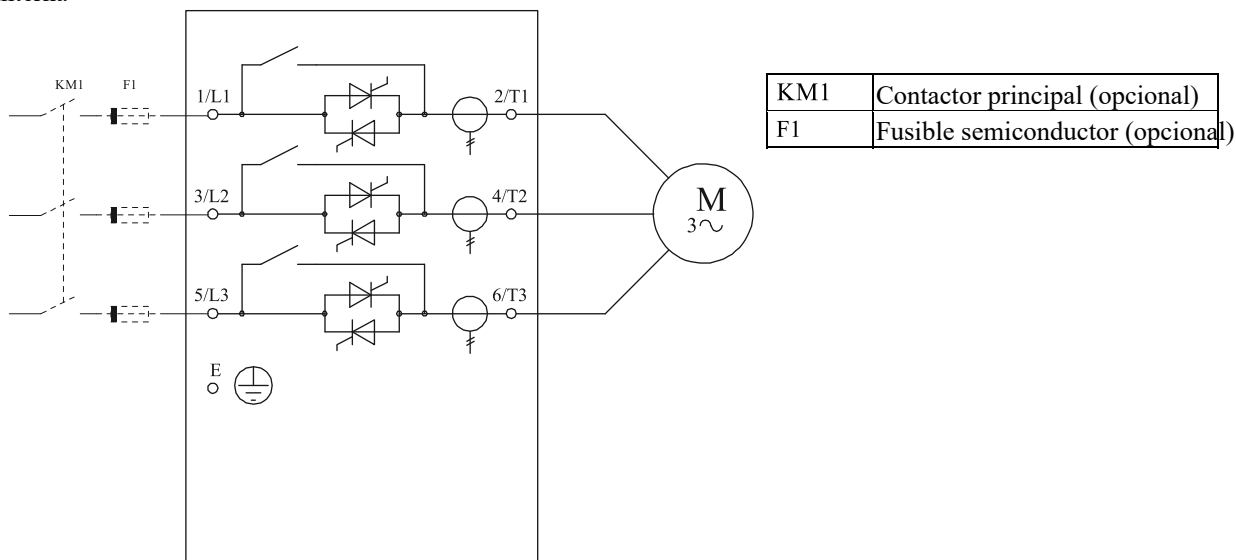 KM1 F1
1/L1 2/T1
3/L2 4/T2
5/L3 6/T3
E
M
3~
KM1 Contactor principal (opcional)
F1 Fusible semiconductor (opcional)